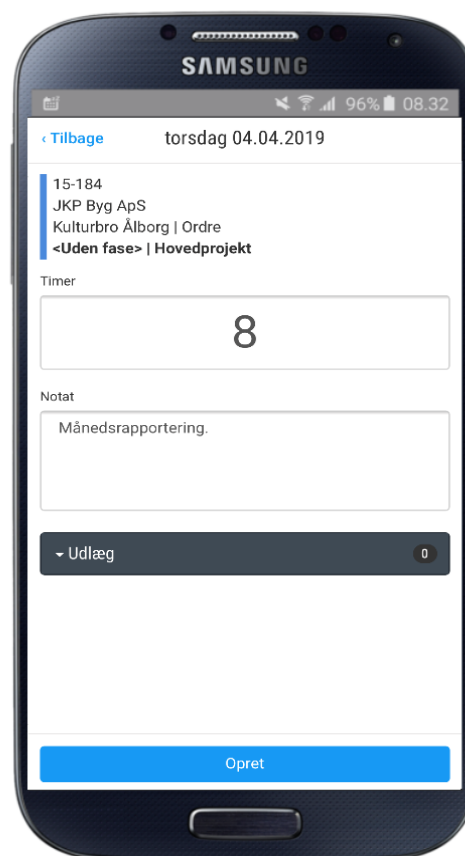 SAMSUNG
96% 08.32
‹ Tilbage torsdag 04.04.2019
15-184
JKP Byg ApS
Kulturbro Ålborg | Ordre
<Uden fase> | Hovedprojekt
Timer
8
Notat
Månedsrapportering.
Udlæg 0
Opret